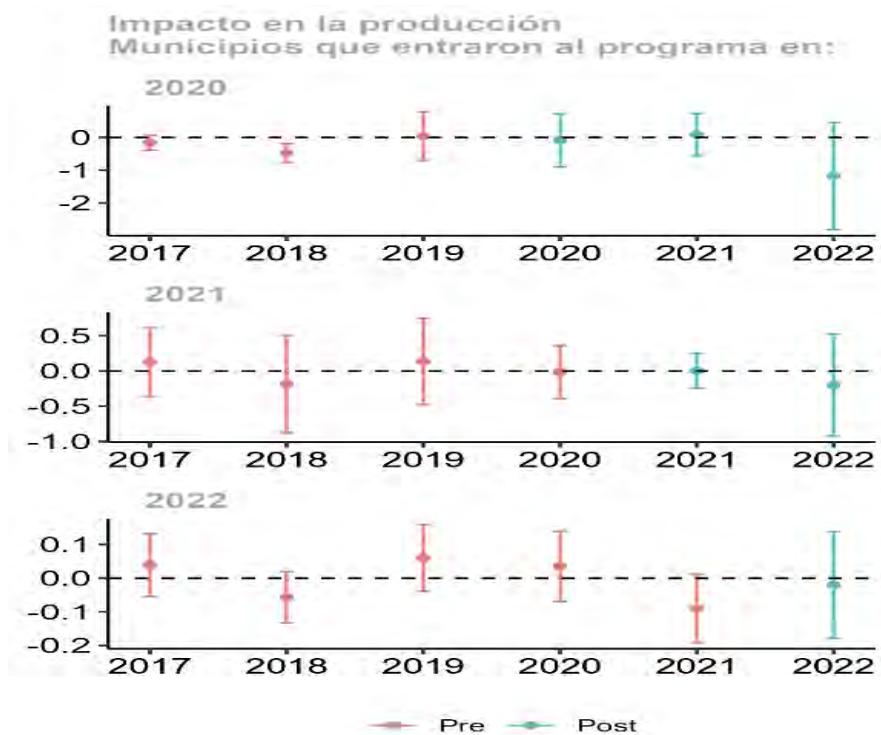 Impacto en la producción
Municipios que entraron al programa en:
2020
0
-1
-2
2017 2018 2019 2020 2021 2022
2021
0.5
0.0
-0.5
-1.0
2017 2018 2019 2020 2021 2022
2022
0.1
0.0
-0.1
-0.2
2017 2018 2019 2020 2021 2022
Pre Post